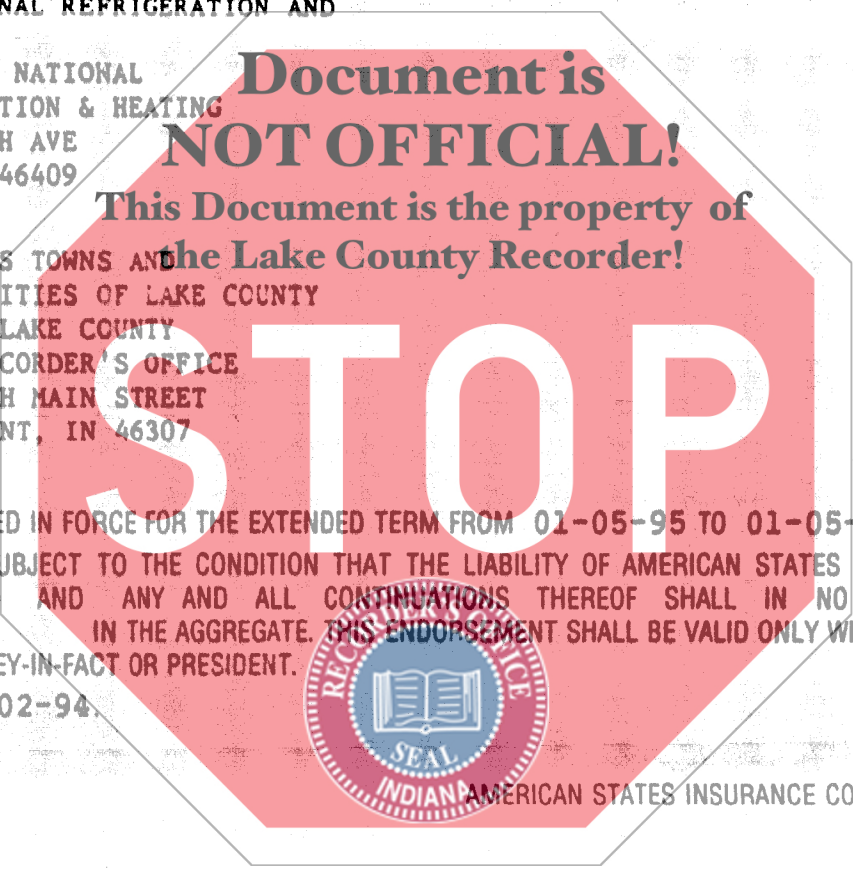 NAL REFRIGERATION AND
NATIONAL
TION & HEATING
H AVE
46409
Document is
NOT OFFICIAL!
This Document is the property of
the Lake County Recorder!
S TOWNS AND
ITIES OF LAKE COUNTY
LAKE COUNTY
CORDER'S OFFICE
H MAIN STREET
NT, IN 46307
STOP
ED IN FORCE FOR THE EXTENDED TERM FROM 01-05-95 TO 01-05-
UBJECT TO THE CONDITION THAT THE LIABILITY OF AMERICAN STATES
AND ANY AND ALL CONTINUATIONS THEREOF SHALL IN NO
IN THE AGGREGATE. THIS ENDORSEMENT SHALL BE VALID ONLY WI
EY-IN-FACT OR PRESIDENT.
02-94.
RECORDER'S OFFICE
SEAL
INDIANA
AMERICAN STATES INSURANCE CO